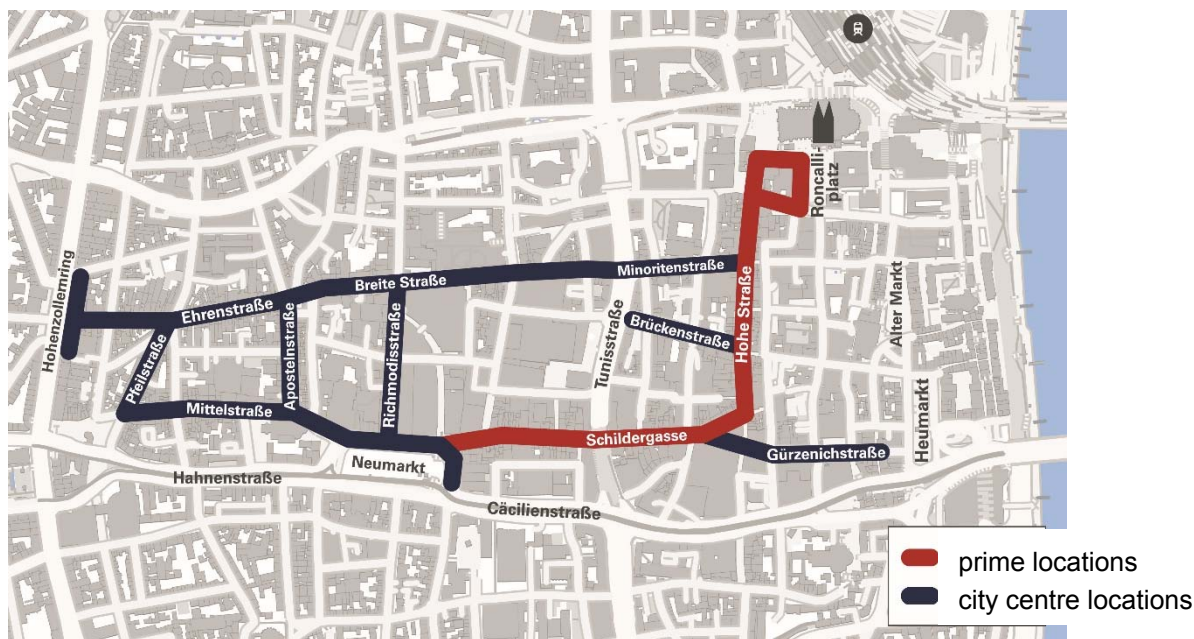 Roncalli-
platz
Hohenzollernring
Minoritenstraße
Breite Straße
Ehrenstraße
Hohe Straße
Alter Markt
Brückenstraße
Tunisstraße
Apostelnstraße
Richmodisstraße
Pfeilstraße
Mittelstraße
Heumarkt
Schildergasse
Gürzenichstraße
Neumarkt
Hahnenstraße
Cäcilienstraße
prime locations
city centre locations